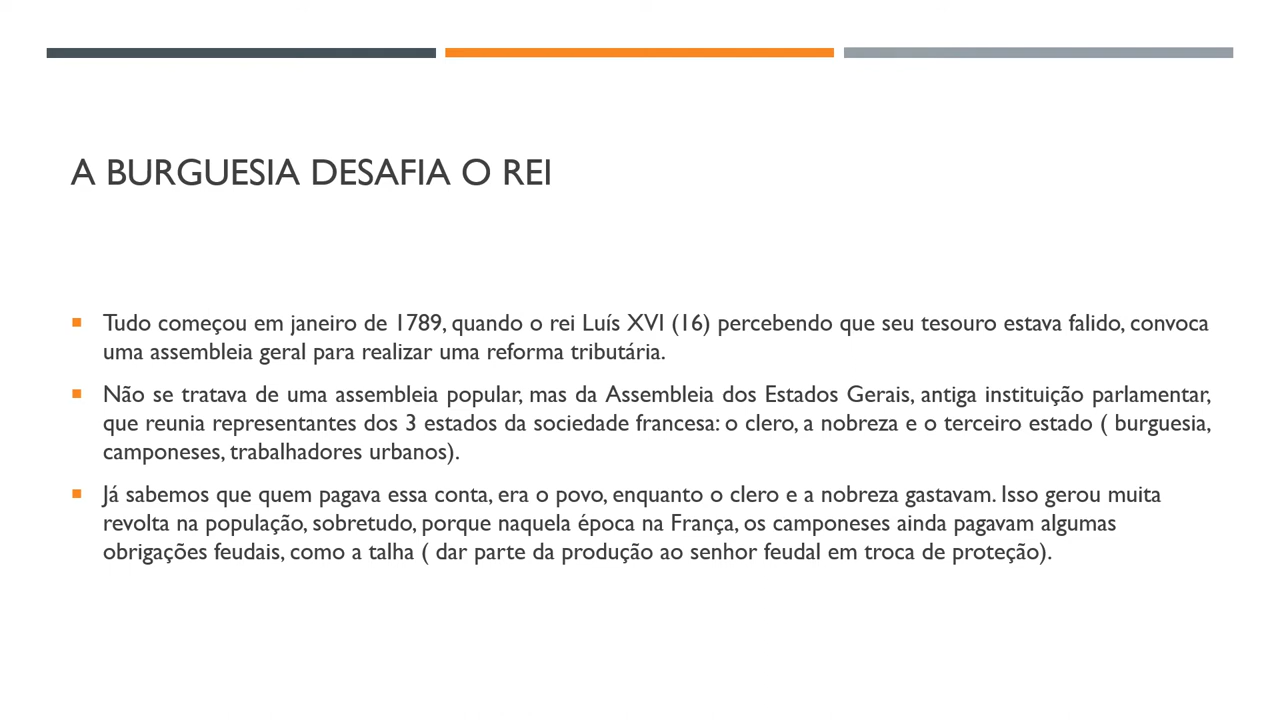 A BURGUESIA DESAFIA O REI
Tudo começou em janeiro de 1789, quando o rei Luís XVI (16) percebendo que seu tesouro estava falido, convoca
uma assembleia geral para realizar uma reforma tributária.
Não se tratava de uma assembleia popular, mas da Assembleia dos Estados Gerais, antiga instituição parlamentar,
que reunia representantes dos 3 estados da sociedade francesa: o clero, a nobreza e o terceiro estado ( burguesia,
camponeses, trabalhadores urbanos).
Já sabemos que quem pagava essa conta, era o povo, enquanto o clero e a nobreza gastavam. Isso gerou muita
revolta na população, sobretudo, porque naquela época na França, os camponeses ainda pagavam algumas
obrigações feudais, como a talha ( dar parte da produção ao senhor feudal em troca de proteção).